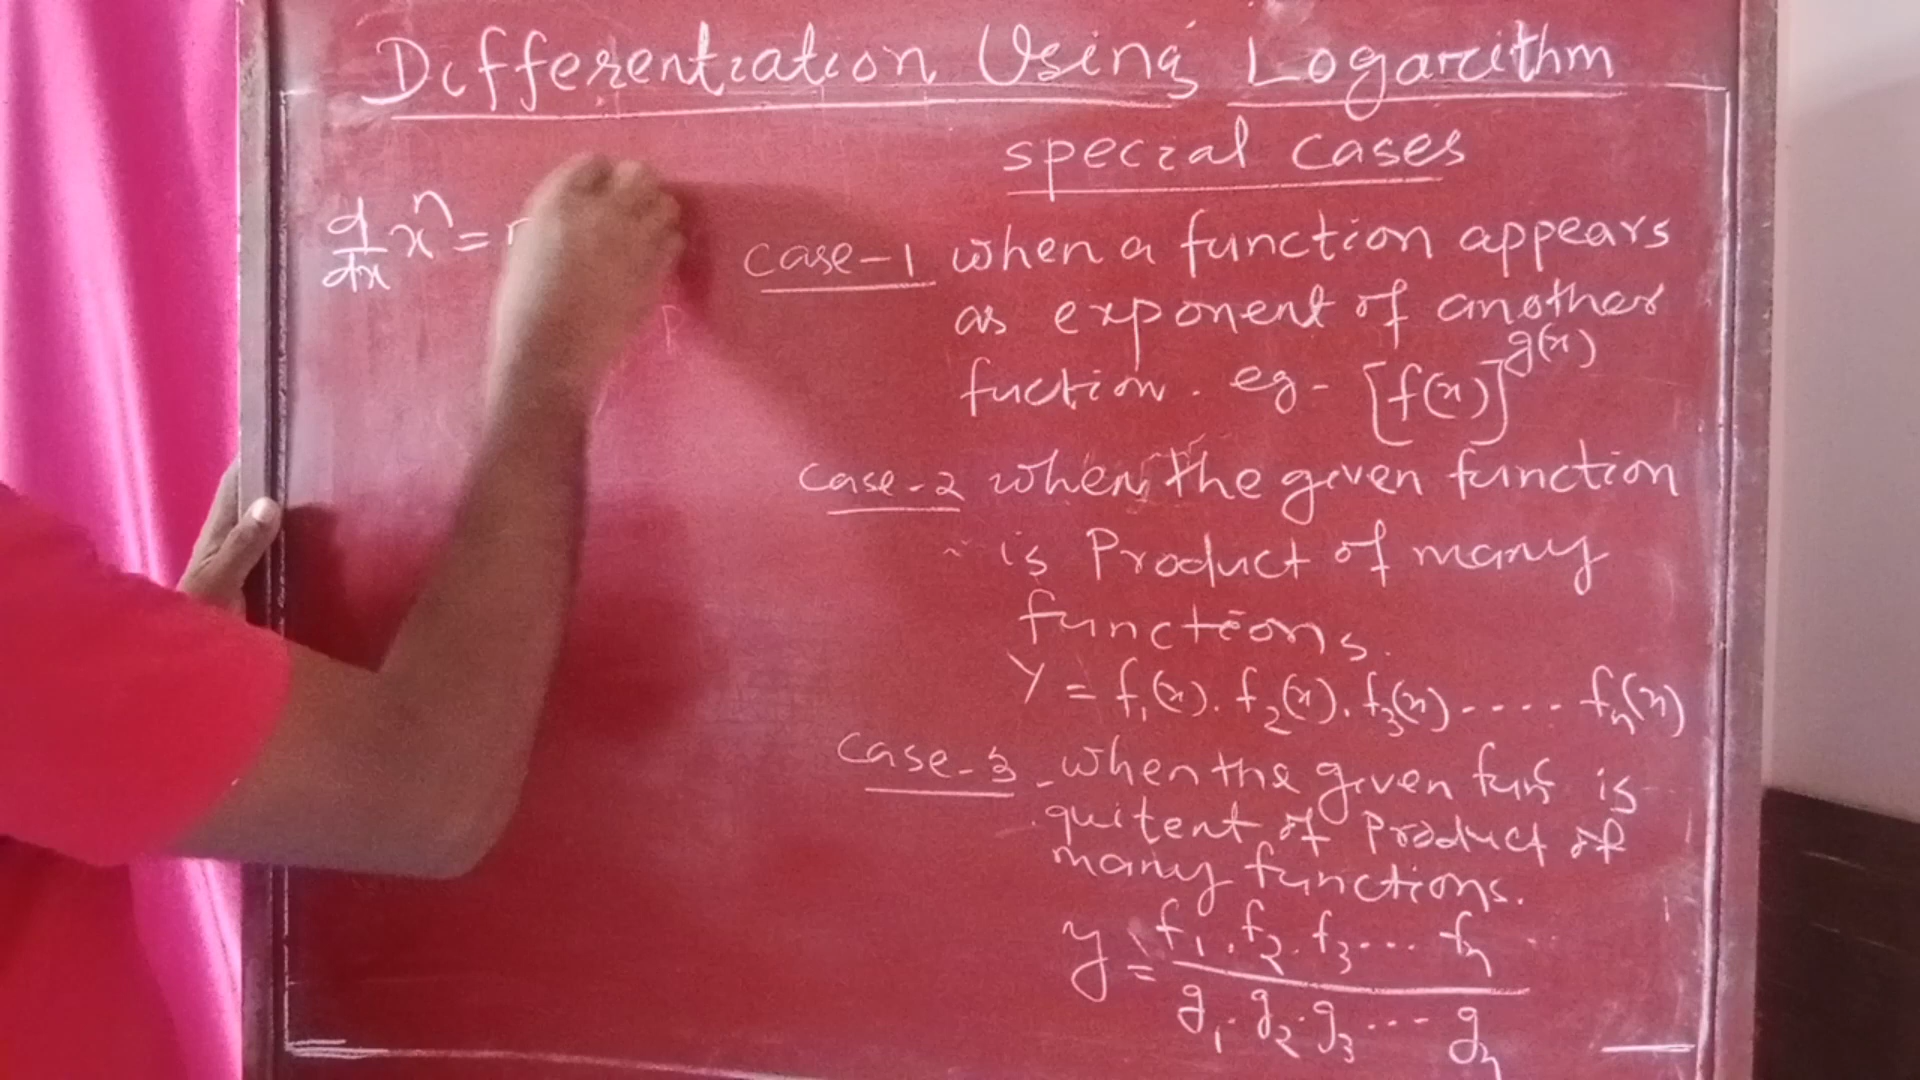 Differentiation Using Logarithm
special cases
d/dx xⁿ =
case-1 when a function appears
as exponent of another
fuction. eg- [f(x)]^g(x)
case-2 when the given function
is Product of many
functions.
Y = f₁(x). f₂(x). f₃(x) ----- fₙ(x)
case-3 - when the given funⁿ is
quitent of Product of
many functions.
y = f₁. f₂. f₃ ... fₙ / g₁. g₂. g₃ ... gₙ